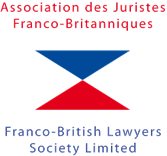 Association des Juristes
Franco-Britanniques
Franco-British Lawyers
Society Limited